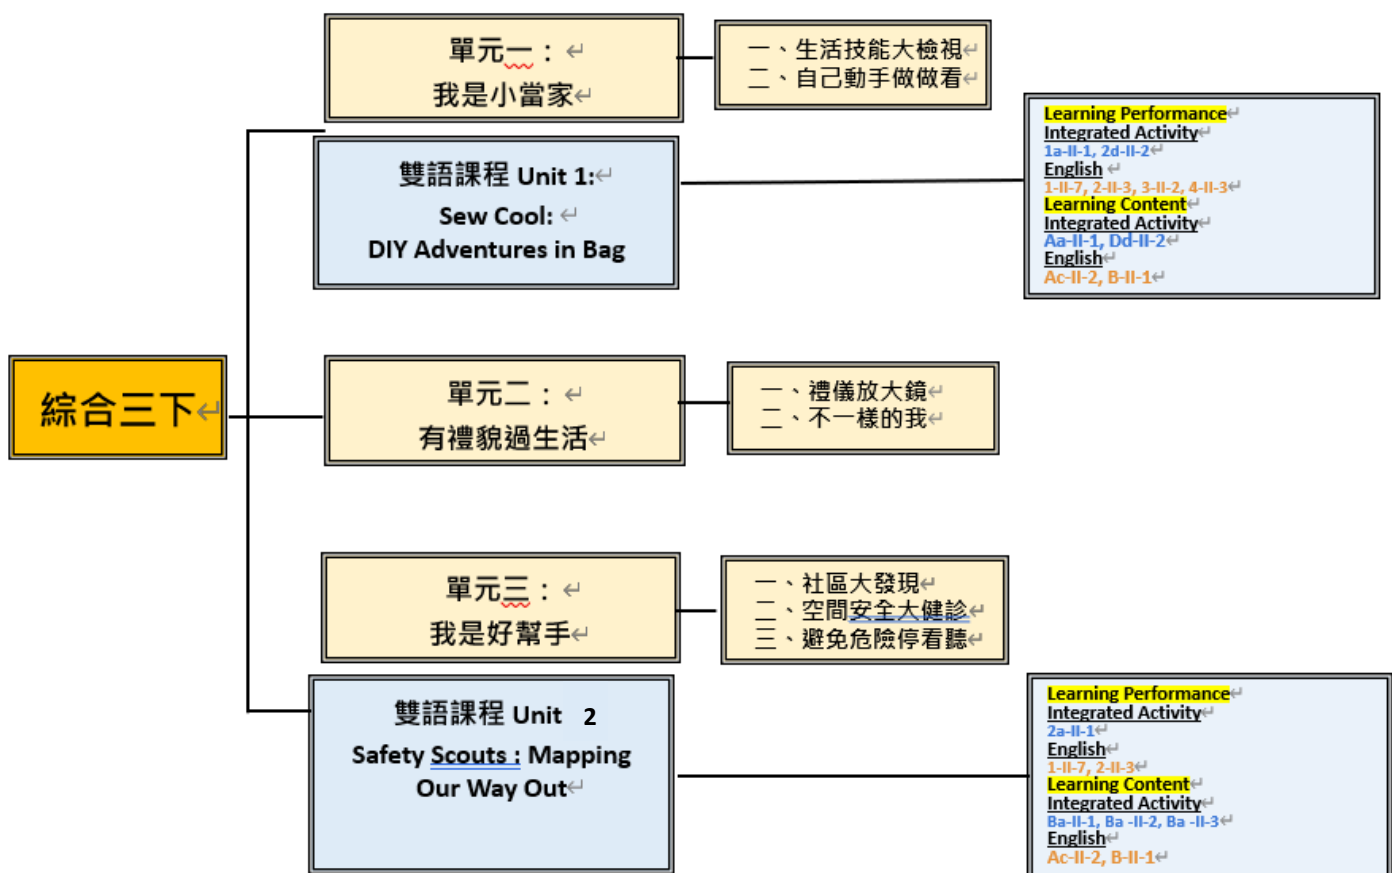 綜合三下
單元一：
我是小當家
一、生活技能大檢視
二、自己動手做做看
雙語課程 Unit 1:
Sew Cool:
DIY Adventures in Bag
Learning Performance
Integrated Activity
1a-II-1, 2d-II-2
English
1-II-7, 2-II-3, 3-II-2, 4-II-3
Learning Content
Integrated Activity
Aa-II-1, Dd-II-2
English
Ac-II-2, B-II-1
單元二：
有禮貌過生活
一、禮儀放大鏡
二、不一樣的我
單元三：
我是好幫手
一、社區大發現
二、空間安全大健診
三、避免危險停看聽
雙語課程 Unit 2
Safety Scouts : Mapping
Our Way Out
Learning Performance
Integrated Activity
2a-II-1
English
1-II-7, 2-II-3
Learning Content
Integrated Activity
Ba-II-1, Ba -II-2, Ba -II-3
English
Ac-II-2, B-II-1